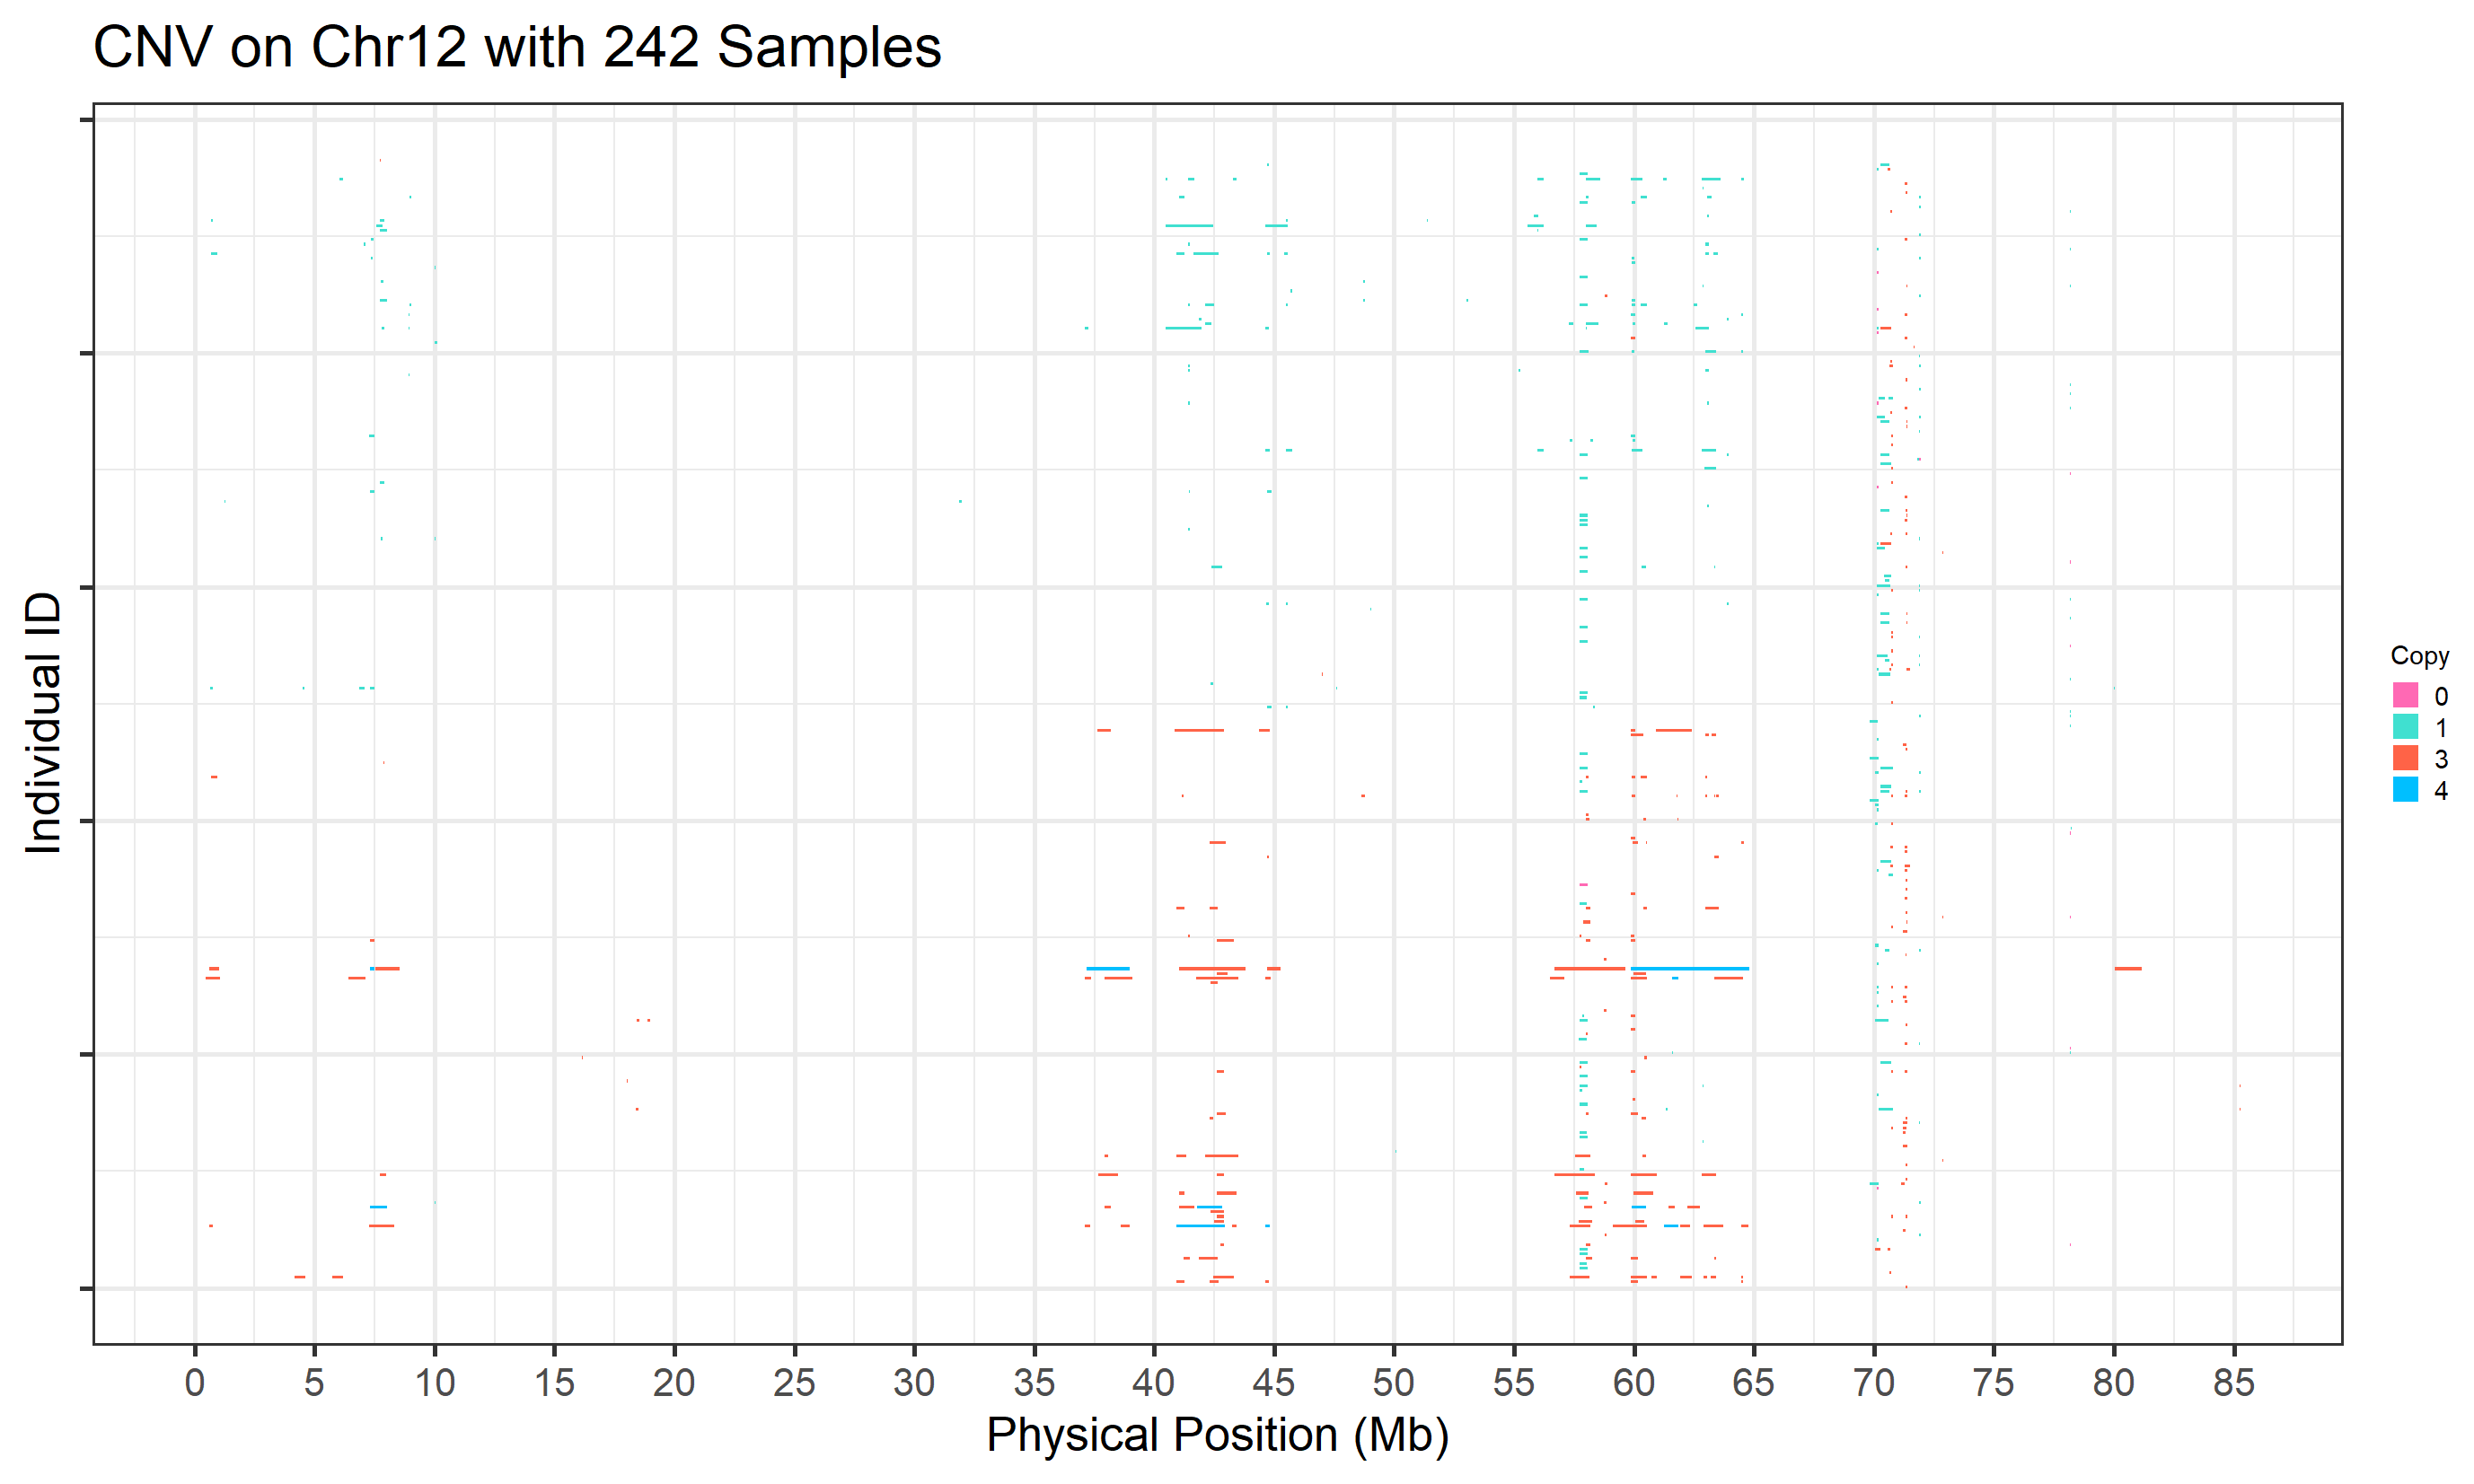 CNV on Chr12 with 242 Samples
Individual ID
Copy
0
1
3
4
0 5 10 15 20 25 30 35 40 45 50 55 60 65 70 75 80 85
Physical Position (Mb)